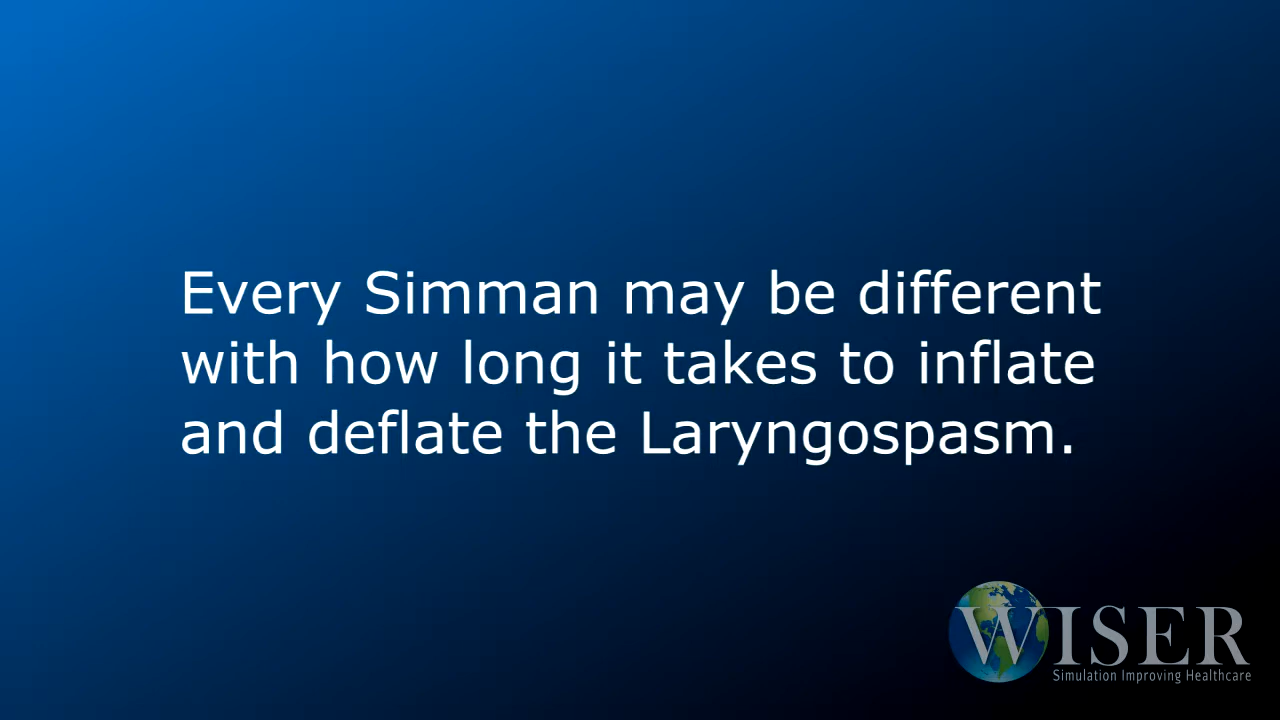 Every Simman may be different
with how long it takes to inflate
and deflate the Laryngospasm.
WISER
Simulation Improving Healthcare